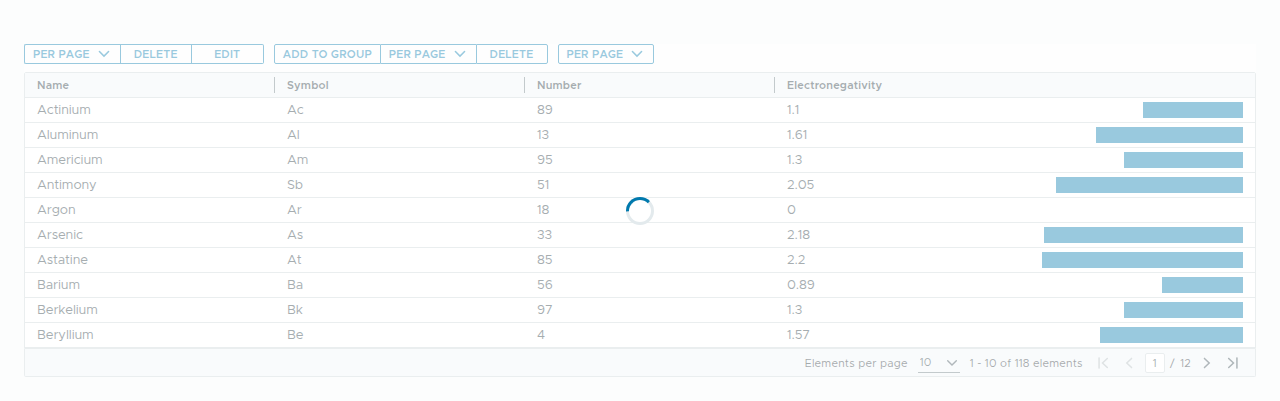 PER PAGE DELETE EDIT ADD TO GROUP PER PAGE DELETE PER PAGE
Name Symbol Number Electronegativity
Actinium Ac 89 1.1
Aluminum Al 13 1.61
Americium Am 95 1.3
Antimony Sb 51 2.05
Argon Ar 18 0
Arsenic As 33 2.18
Astatine At 85 2.2
Barium Ba 56 0.89
Berkelium Bk 97 1.3
Beryllium Be 4 1.57
Elements per page 10 1 - 10 of 118 elements 1 / 12